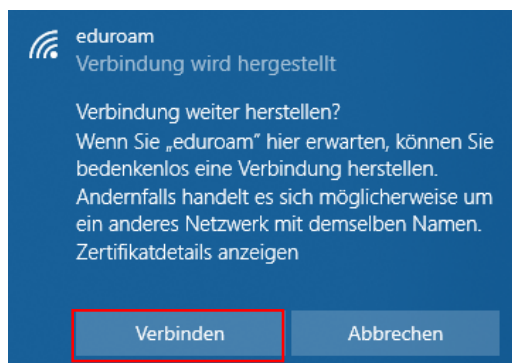 eduroam
Verbindung wird hergestellt
Verbindung weiter herstellen?
Wenn Sie „eduroam“ hier erwarten, können Sie
bedenkenlos eine Verbindung herstellen.
Andernfalls handelt es sich möglicherweise um
ein anderes Netzwerk mit demselben Namen.
Zertifikatdetails anzeigen
Verbinden
Abbrechen